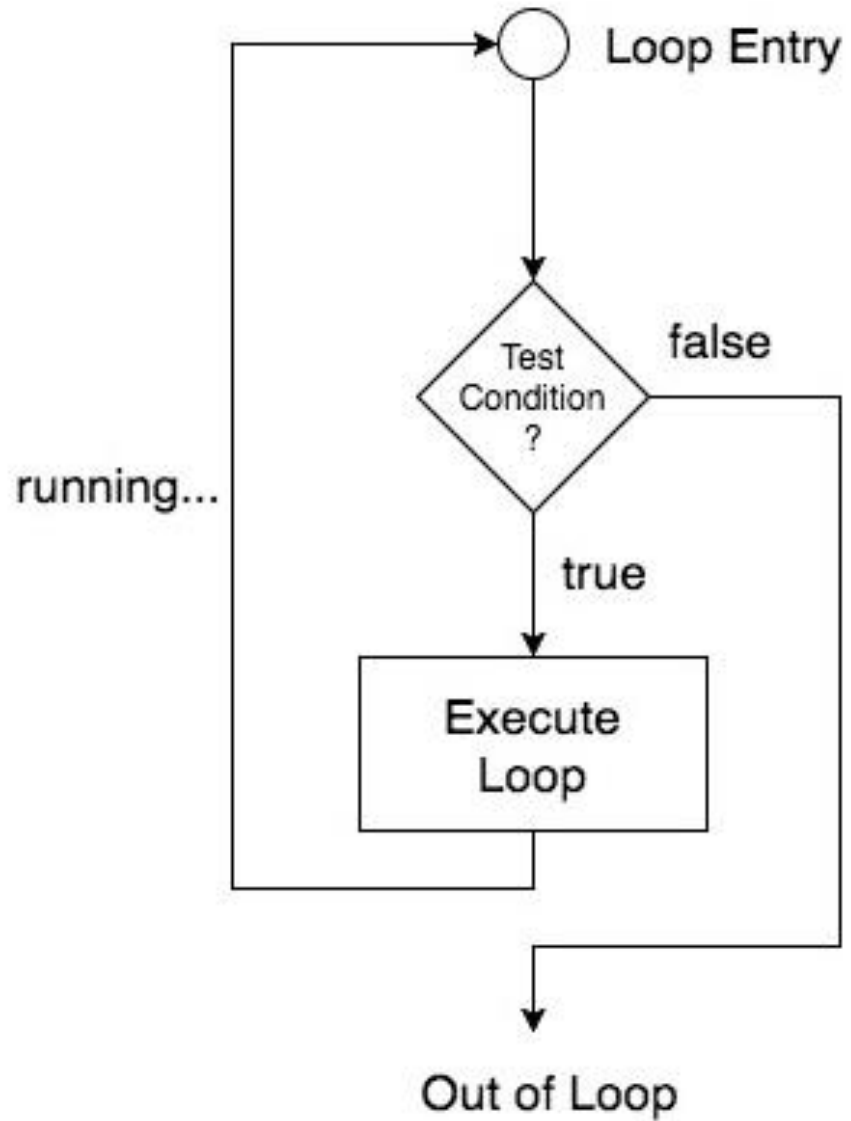 Loop Entry
Test
Condition
?
false
running...
true
Execute
Loop
Out of Loop